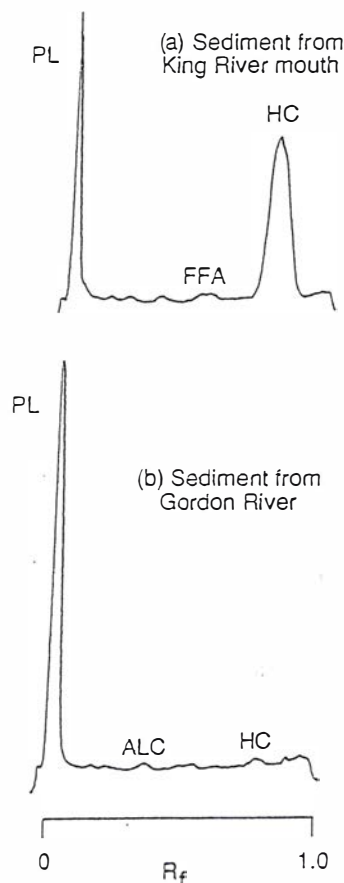 PL
(a) Sediment from
King River mouth
HC
FFA
PL
(b) Sediment from
Gordon River
ALC
HC
0
1.0
Rf